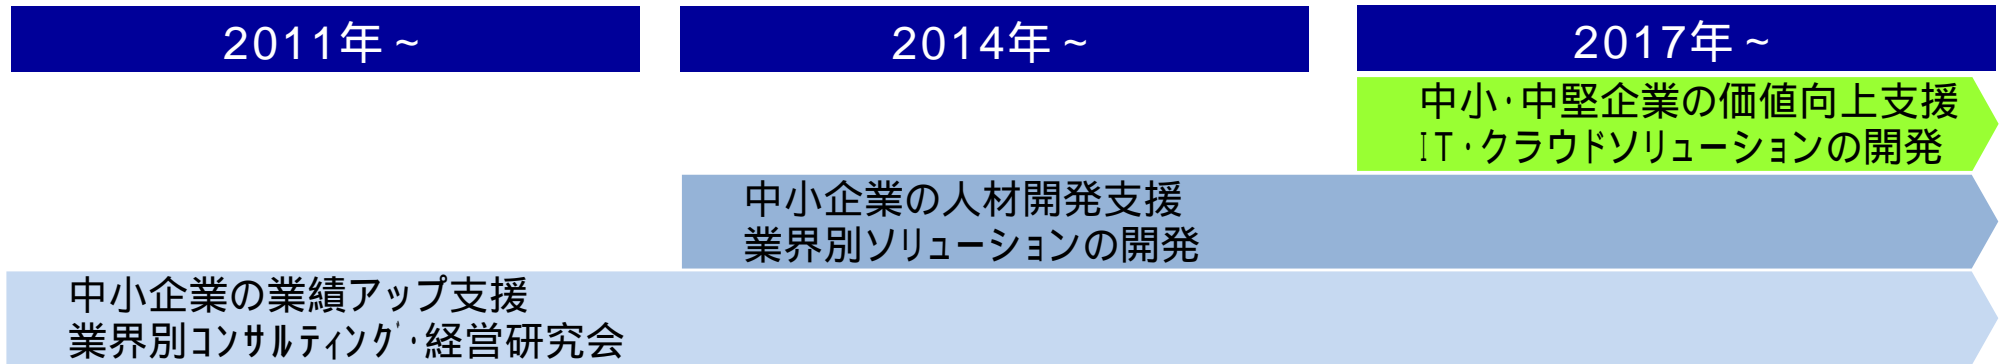 2011年~
2014年~
2017年~
中小・中堅企業の価値向上支援
IT・クラウドソリューションの開発
中小企業の人材開発支援
業界別ソリューションの開発
中小企業の業績アップ支援
業界別コンサルティング・経営研究会